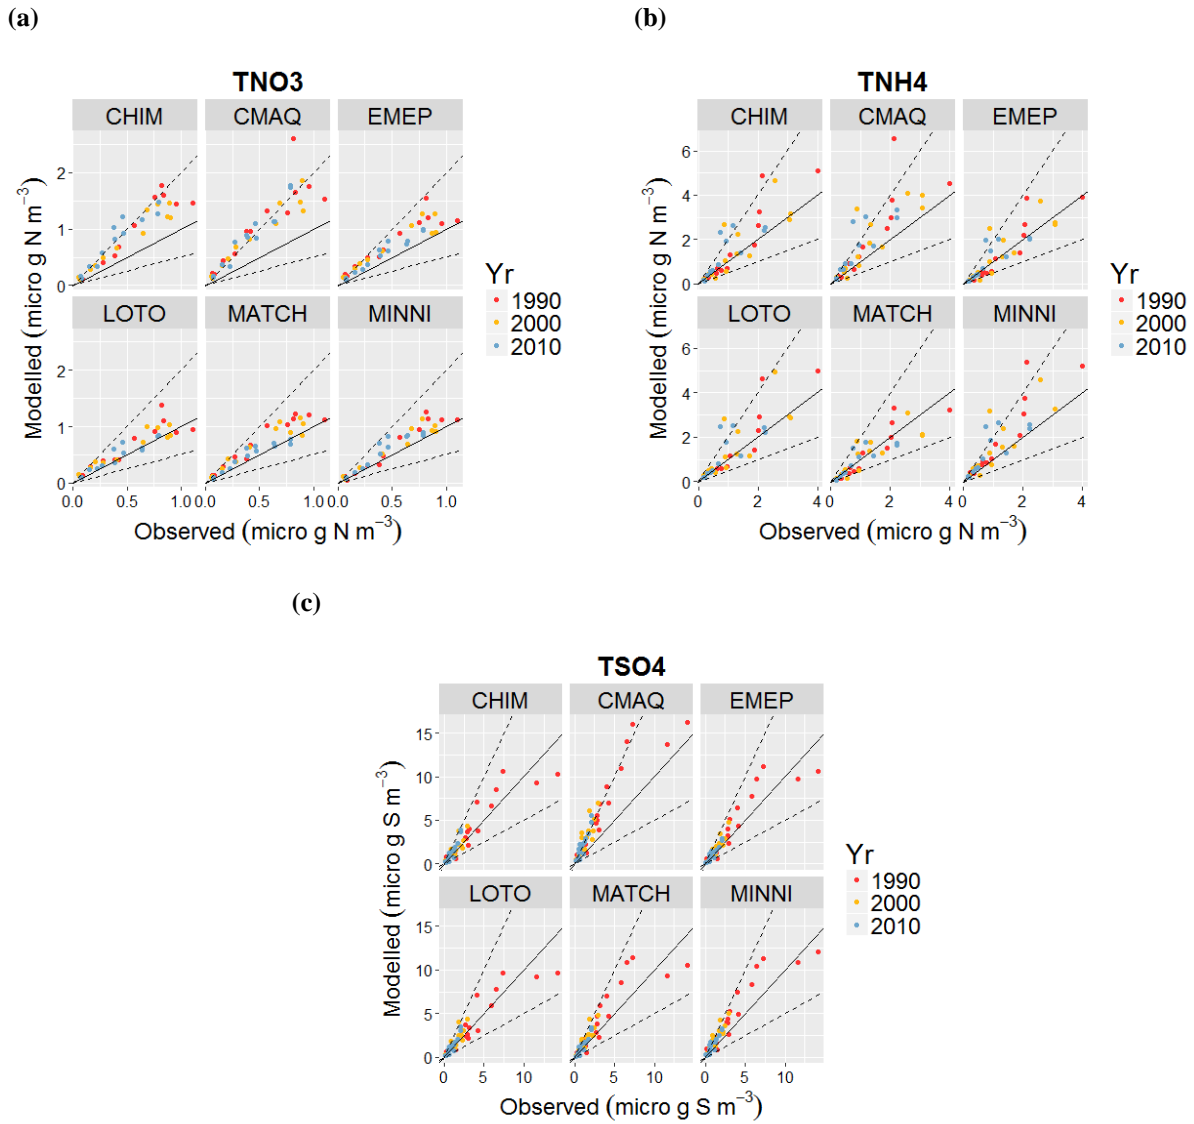 (a)
TNO3
CHIM CMAQ EMEP
2
1
0
LOTO MATCH MINNI
2
1
0
0.0 0.5 1.0 0.0 0.5 1.0 0.0 0.5 1.0
Modelled (micro g N m⁻³)
Observed (micro g N m⁻³)
Yr
1990
2000
2010
(b)
TNH4
CHIM CMAQ EMEP
6
4
2
0
LOTO MATCH MINNI
6
4
2
0
0 2 4 0 2 4 0 2 4
Modelled (micro g N m⁻³)
Observed (micro g N m⁻³)
Yr
1990
2000
2010
(c)
TSO4
CHIM CMAQ EMEP
15
10
5
0
LOTO MATCH MINNI
15
10
5
0
0 5 10 0 5 10 0 5 10
Modelled (micro g S m⁻³)
Observed (micro g S m⁻³)
Yr
1990
2000
2010